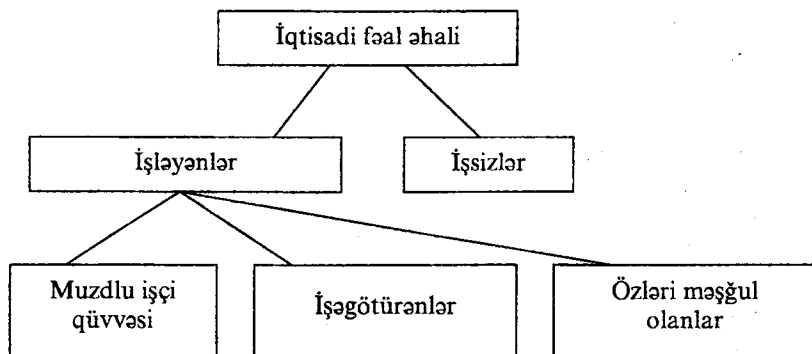 İqtisadi fəal əhali
İşləyənlər
İşsizlər
Muzdlu işçi
qüvvəsi
İşəgötürənlər
Özləri məşğul
olanlar